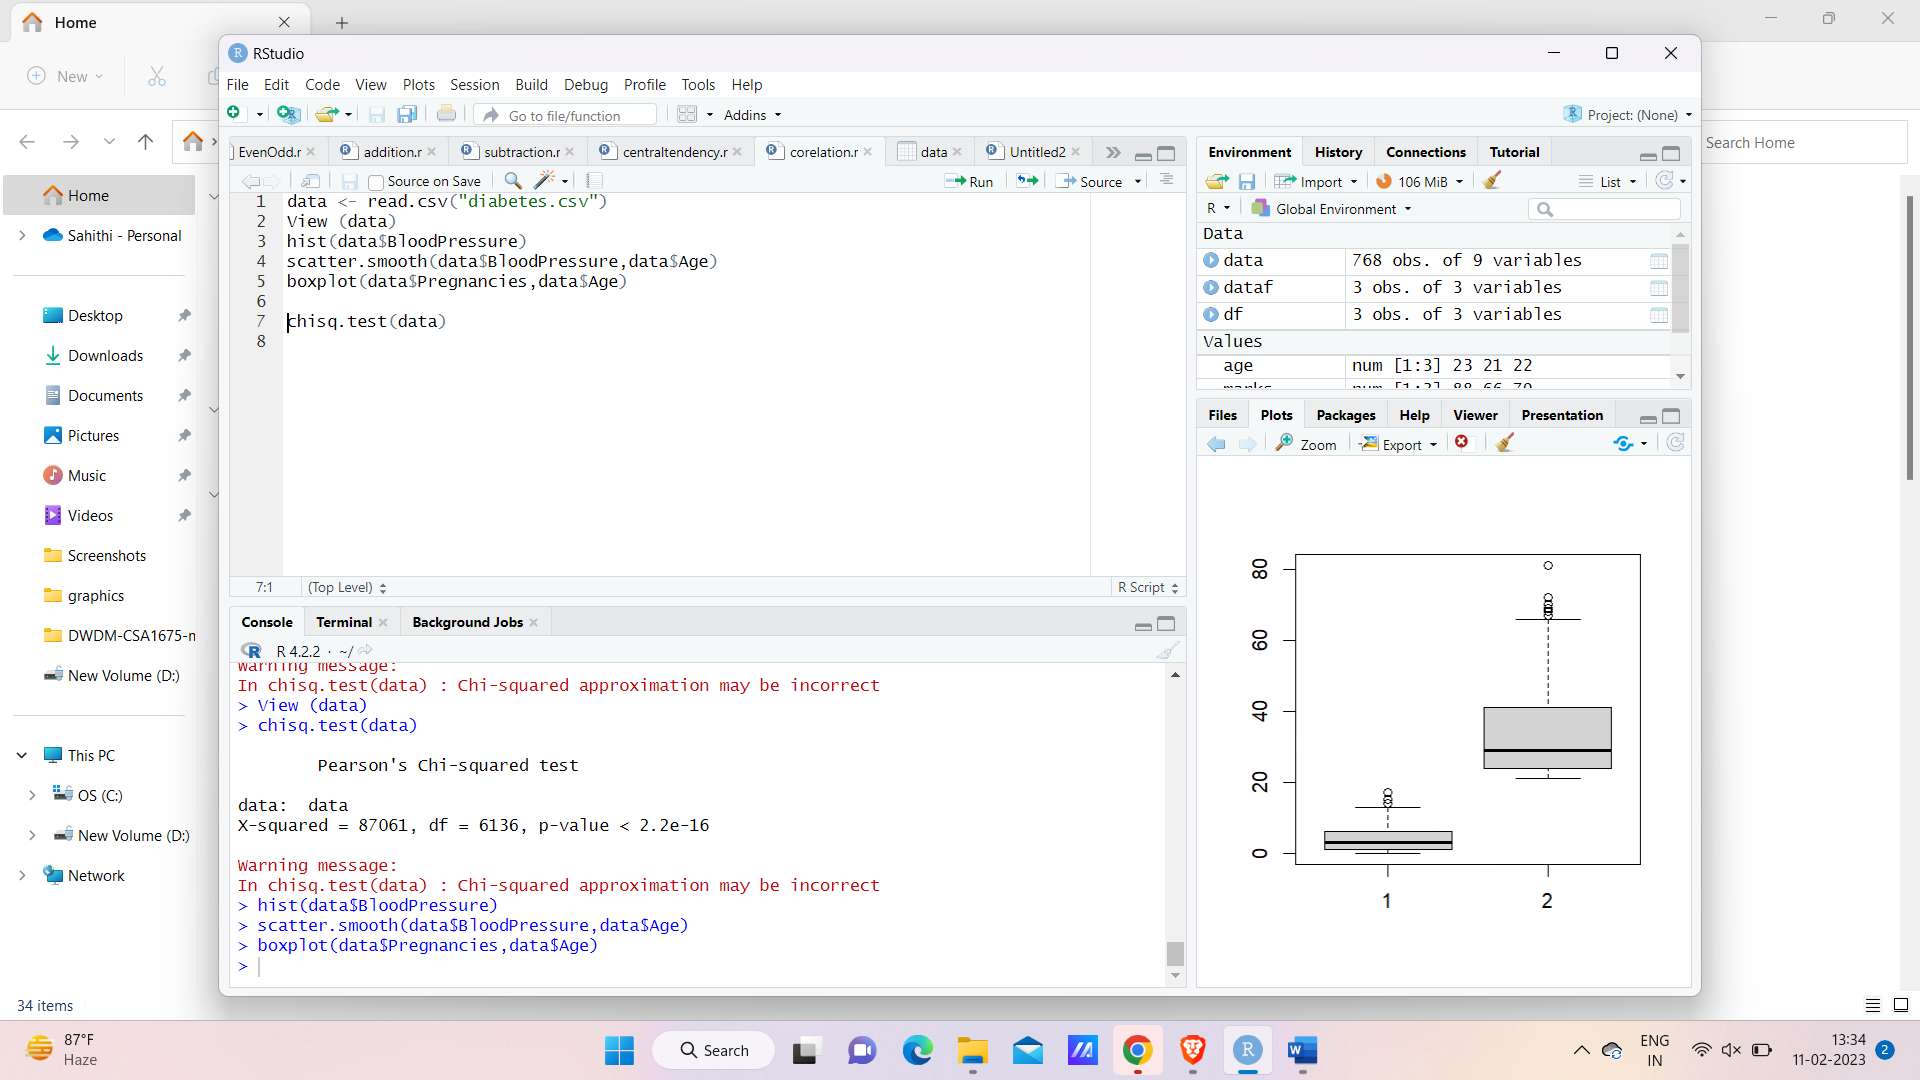 Home
New
Search Home
Home
Sahithi - Personal
Desktop
Downloads
Documents
Pictures
Music
Videos
Screenshots
graphics
DWDM-CSA1675-m
New Volume (D:)
This PC
OS (C:)
New Volume (D:)
Network
34 items
RStudio
File Edit Code View Plots Session Build Debug Profile Tools Help
Go to file/function Addins Project: (None)
EvenOdd.r addition.r subtraction.r centraltendency.r corelation.r data Untitled2
Source on Save Run Source
1 data <- read.csv("diabetes.csv")
2 View (data)
3 hist(data$BloodPressure)
4 scatter.smooth(data$BloodPressure,data$Age)
5 boxplot(data$Pregnancies,data$Age)
6
7 chisq.test(data)
8
7:1 (Top Level) R Script
Console Terminal Background Jobs
R R 4.2.2 · ~/
Warning message:
In chisq.test(data) : Chi-squared approximation may be incorrect
> View (data)
> chisq.test(data)
Pearson's Chi-squared test
data: data
X-squared = 87061, df = 6136, p-value < 2.2e-16
Warning message:
In chisq.test(data) : Chi-squared approximation may be incorrect
> hist(data$BloodPressure)
> scatter.smooth(data$BloodPressure,data$Age)
> boxplot(data$Pregnancies,data$Age)
>
Environment History Connections Tutorial
Import 106 MiB List
R Global Environment
Data
data 768 obs. of 9 variables
dataf 3 obs. of 3 variables
df 3 obs. of 3 variables
Values
age num [1:3] 23 21 22
marks num [1:3] 88 66 70
Files Plots Packages Help Viewer Presentation
Zoom Export
80
60
40
20
0
1 2
87°F
Haze
Search
ENG
IN
13:34
11-02-2023
2